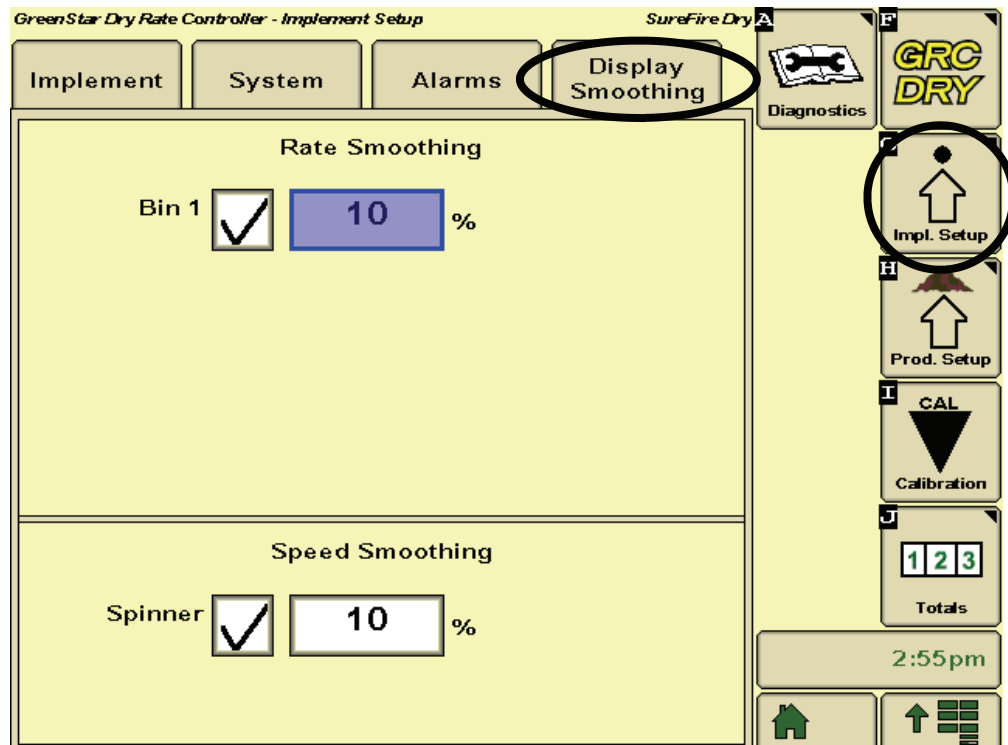 GreenStar Dry Rate Controller - Implement Setup
SureFire Dry
Implement
System
Alarms
Display
Smoothing
Rate Smoothing
Bin 1
10
%
Speed Smoothing
Spinner
10
%
A
Diagnostics
F
GRC
DRY
Impl. Setup
H
Prod. Setup
I
CAL
Calibration
J
1 2 3
Totals
2:55pm